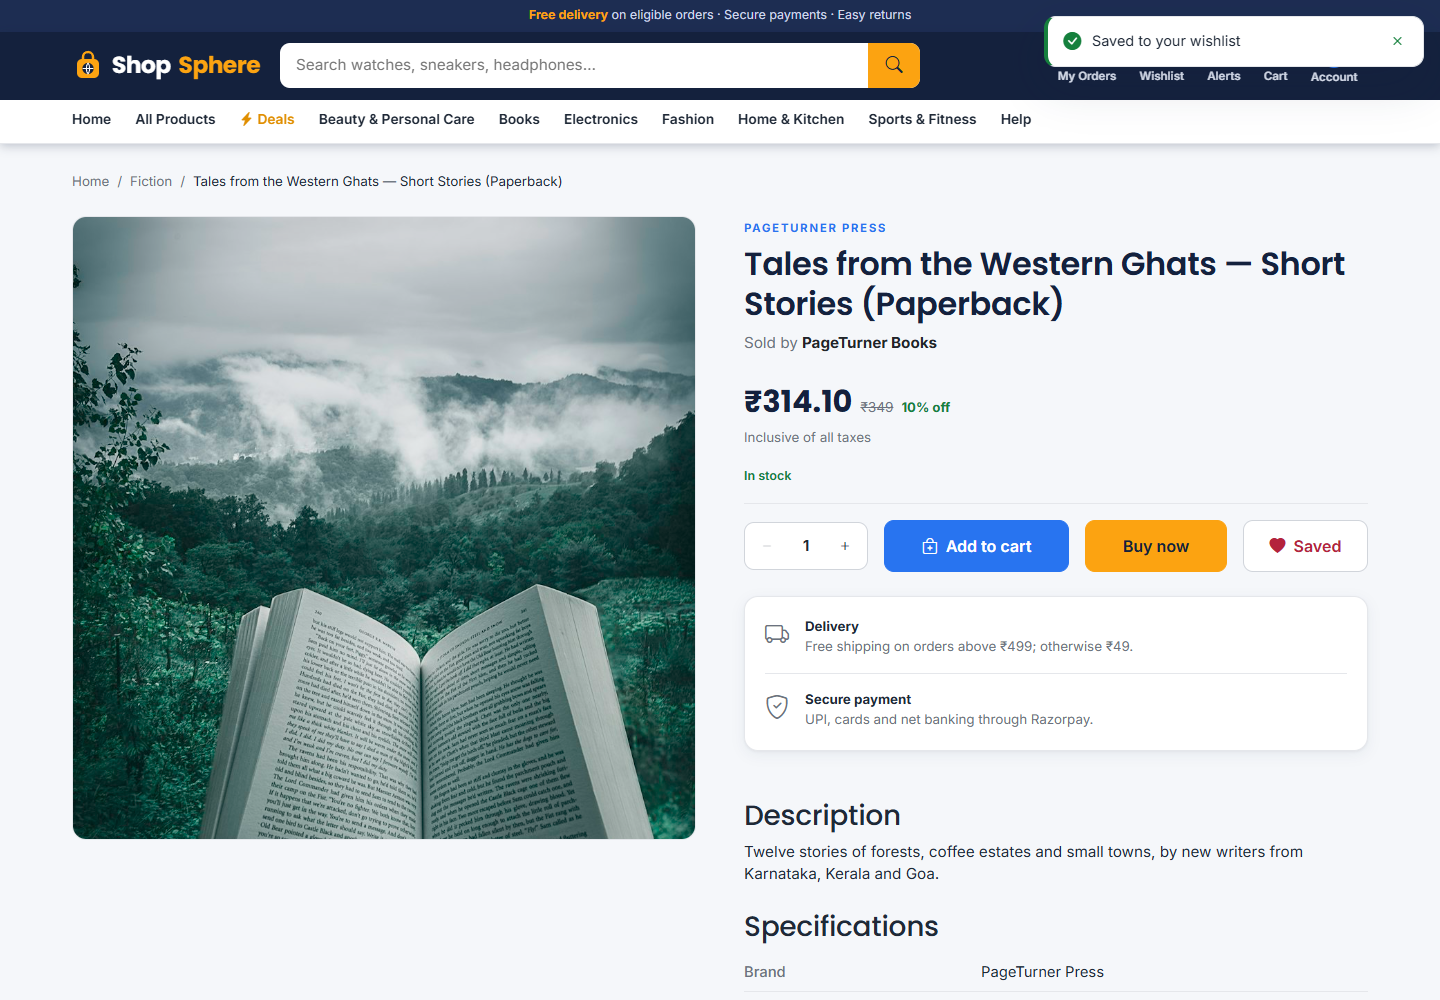 Free delivery on eligible orders · Secure payments · Easy returns
Saved to your wishlist
Shop Sphere
Search watches, sneakers, headphones...
My Orders
Wishlist
Alerts
Cart
Account
Home
All Products
Deals
Beauty & Personal Care
Books
Electronics
Fashion
Home & Kitchen
Sports & Fitness
Help
Home / Fiction / Tales from the Western Ghats — Short Stories (Paperback)
PAGETURNER PRESS
Tales from the Western Ghats — Short
Stories (Paperback)
Sold by PageTurner Books
₹314.10 ₹349 10% off
Inclusive of all taxes
In stock
− 1 +
Add to cart
Buy now
Saved
Delivery
Free shipping on orders above ₹499; otherwise ₹49.
Secure payment
UPI, cards and net banking through Razorpay.
Description
Twelve stories of forests, coffee estates and small towns, by new writers from
Karnataka, Kerala and Goa.
Specifications
Brand PageTurner Press